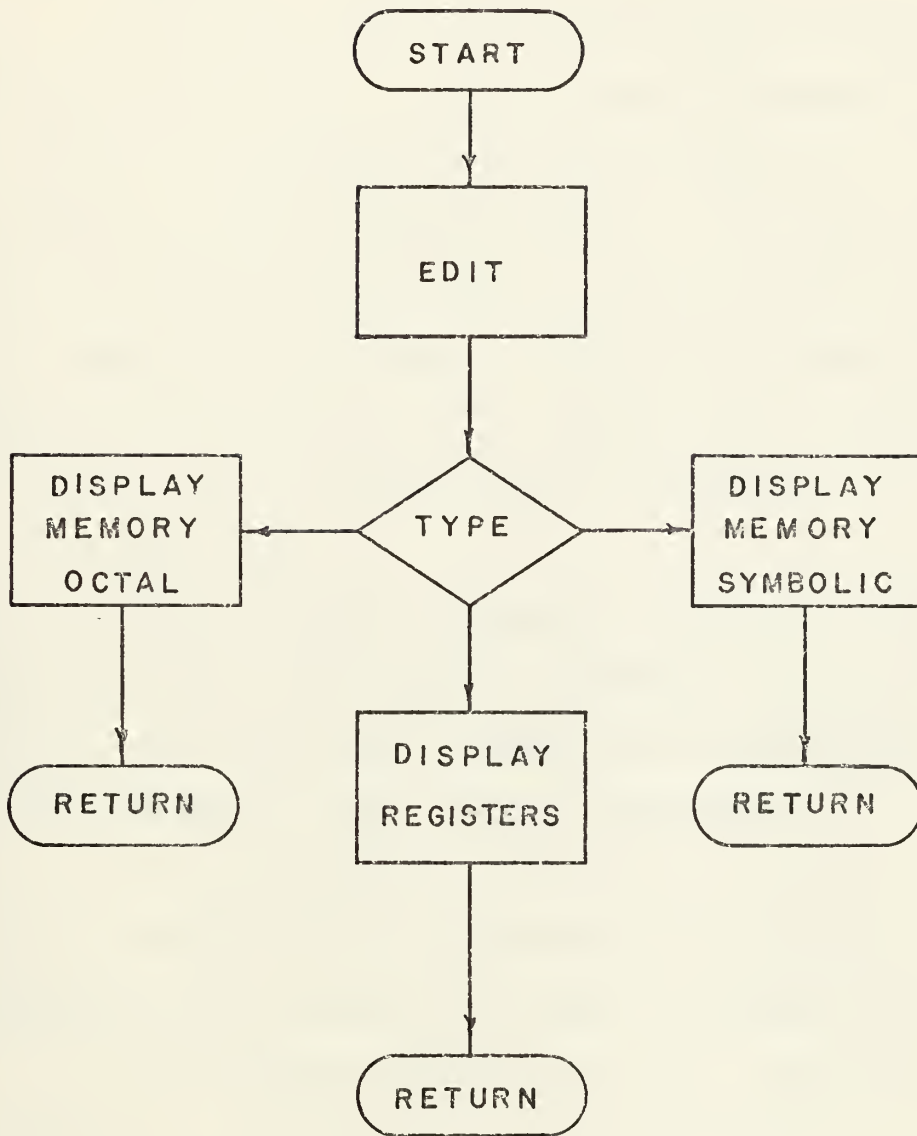 START
EDIT
DISPLAY
MEMORY
OCTAL
TYPE
DISPLAY
MEMORY
SYMBOLIC
RETURN
DISPLAY
REGISTERS
RETURN
RETURN